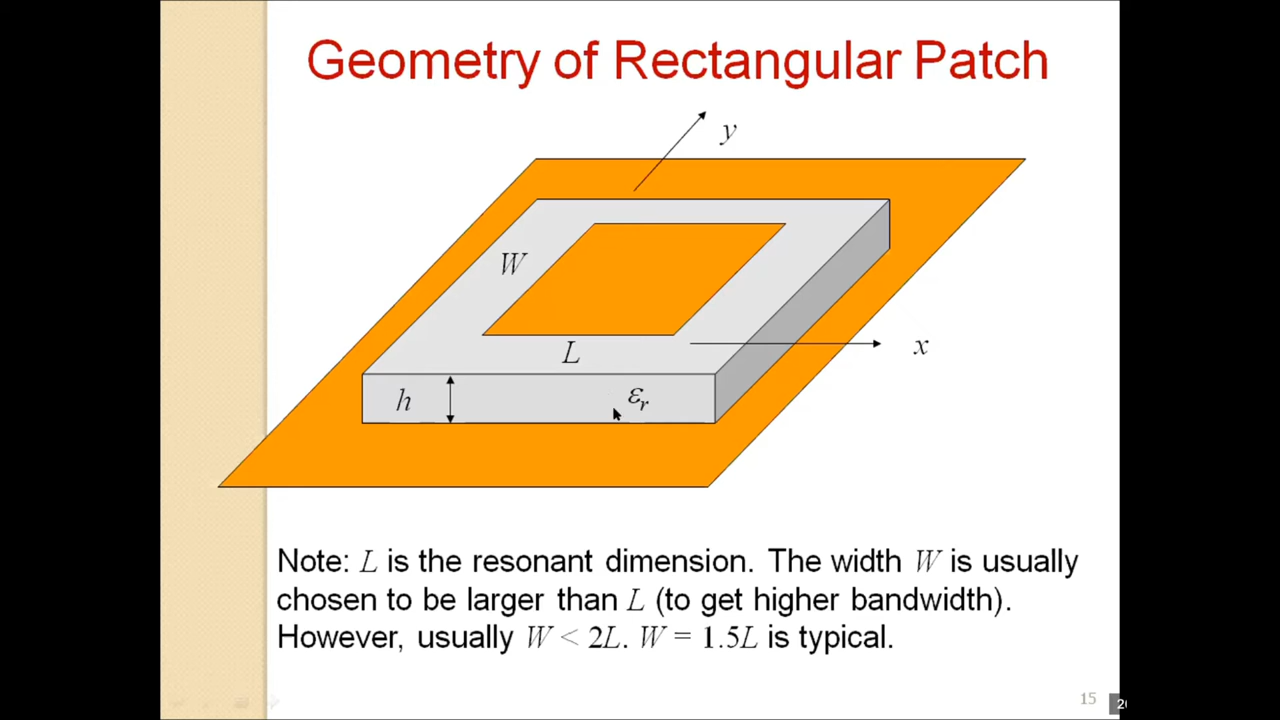 Geometry of Rectangular Patch
y
W
x
L
h
εr
Note: L is the resonant dimension. The width W is usually
chosen to be larger than L (to get higher bandwidth).
However, usually W < 2L. W = 1.5L is typical.
15